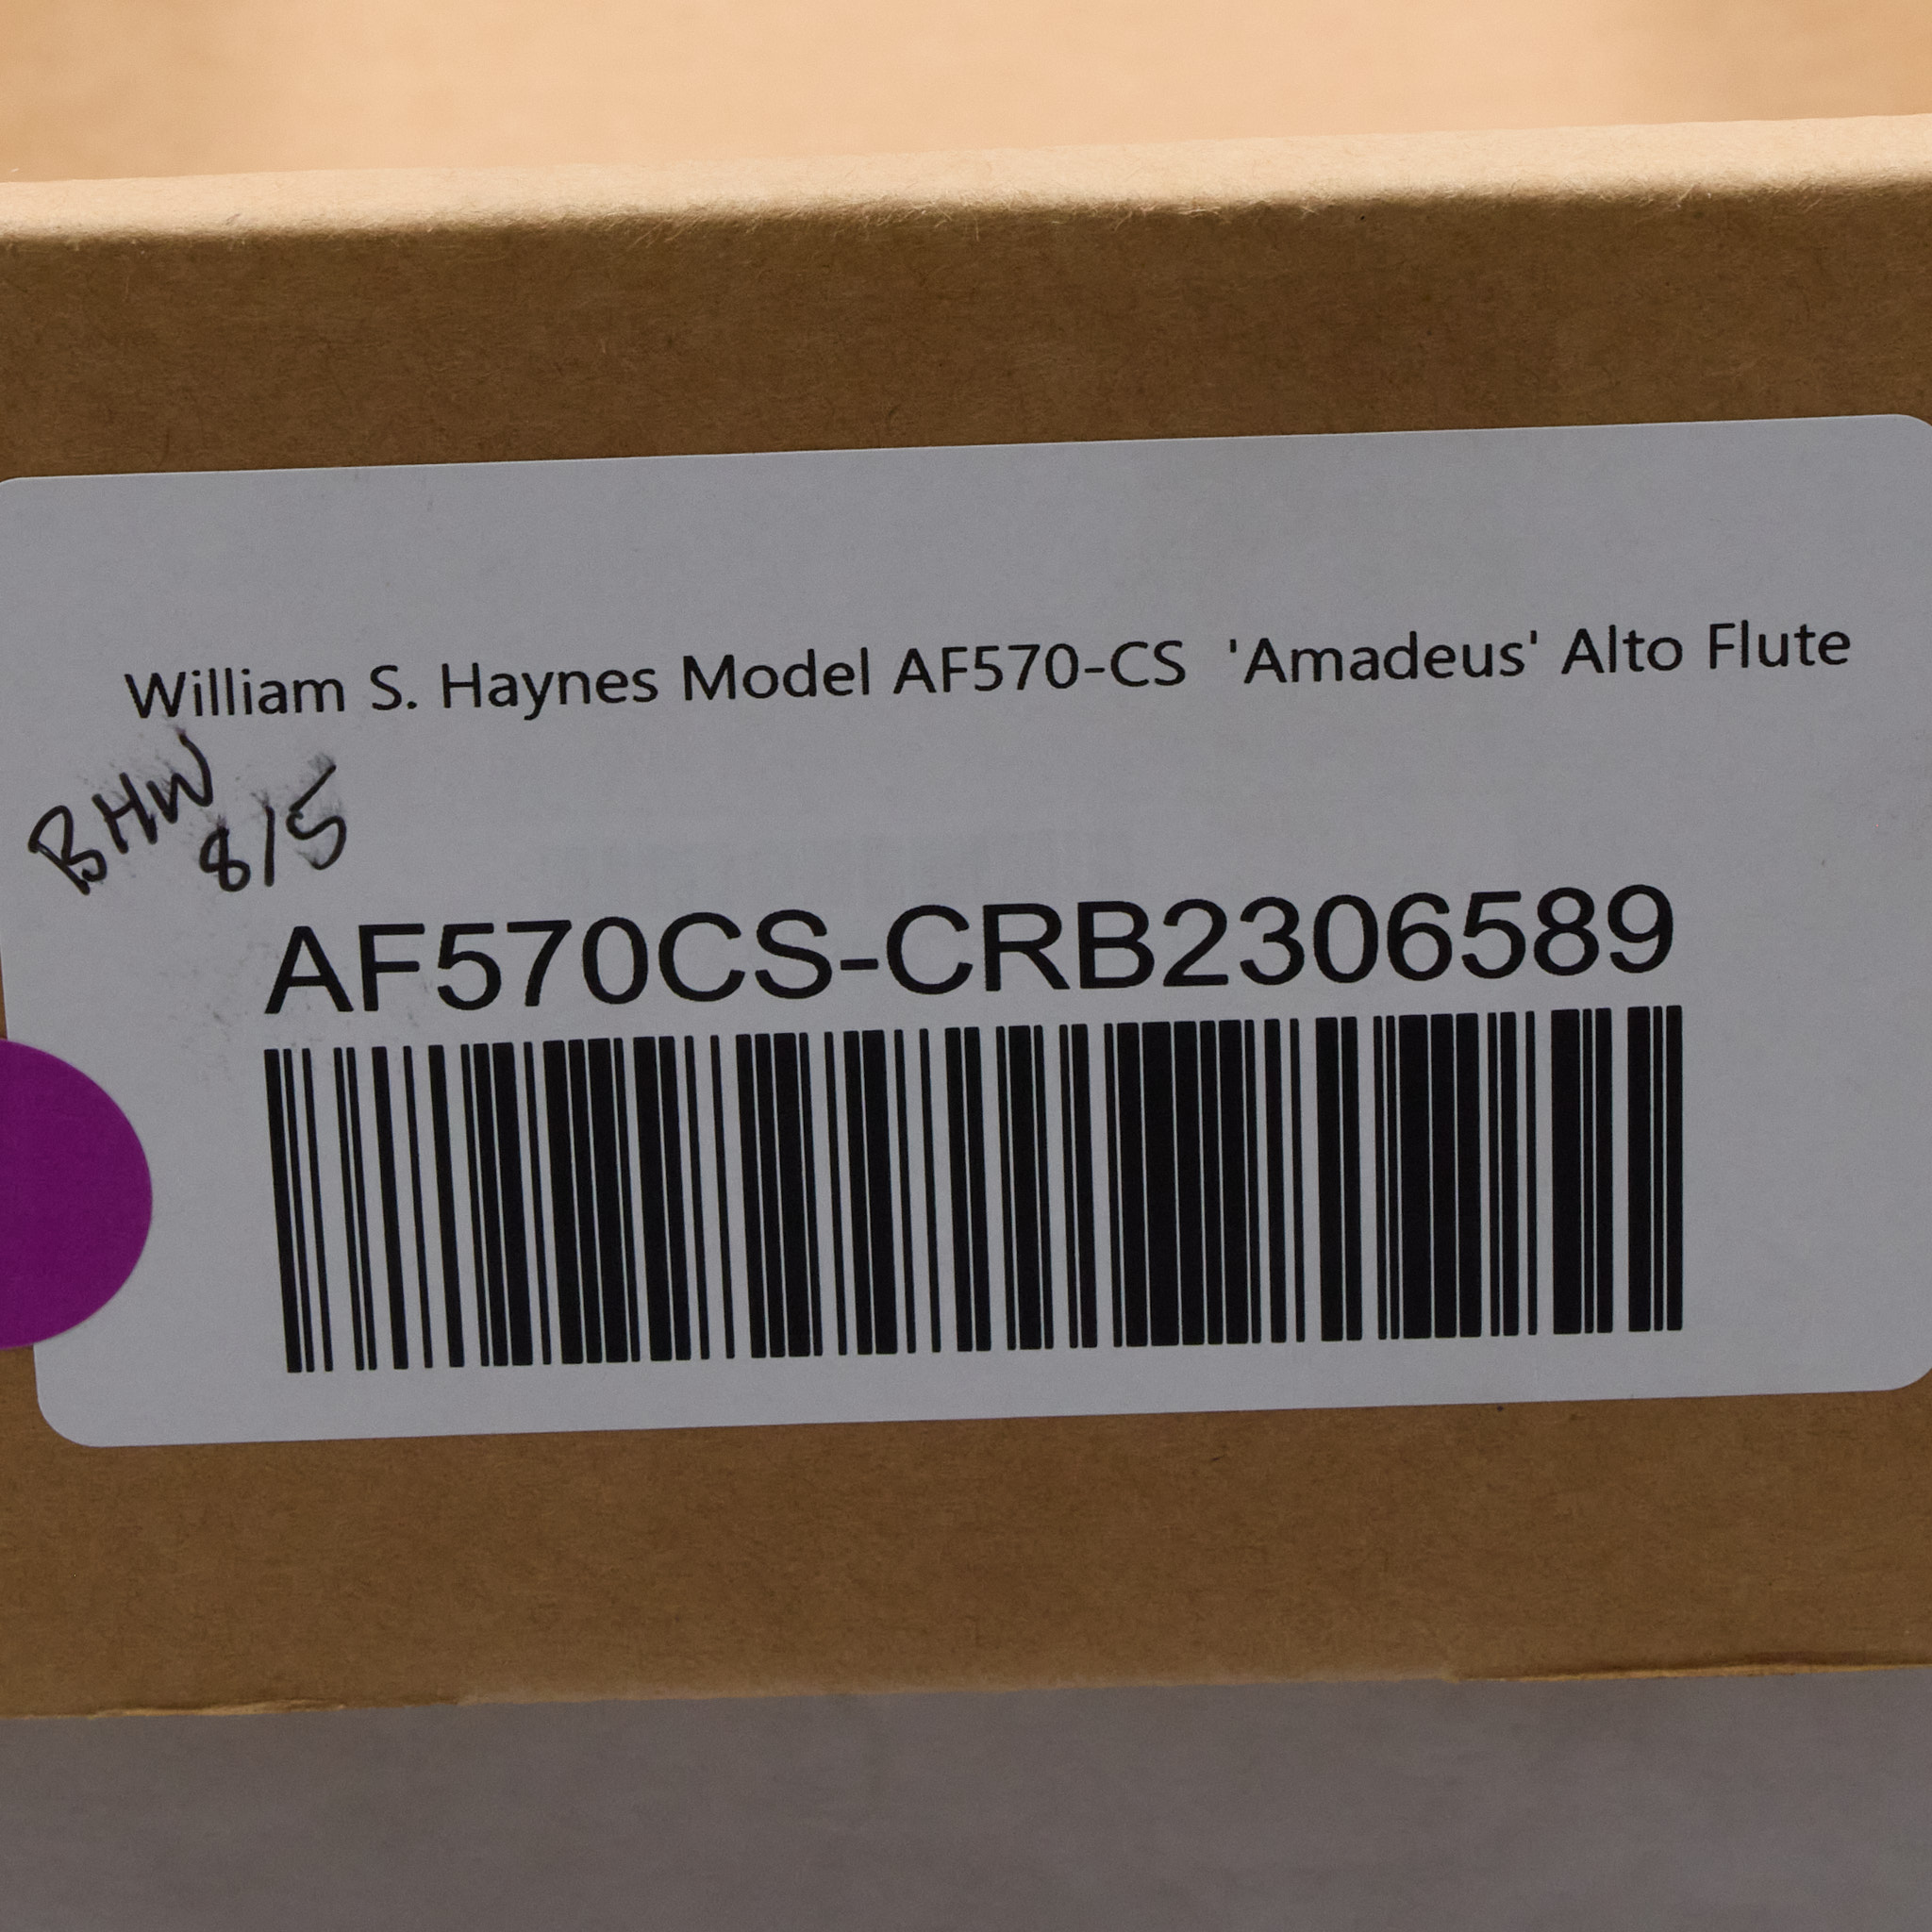 William S. Haynes Model AF570-CS 'Amadeus' Alto Flute
BHW
8/5
AF570CS-CRB2306589